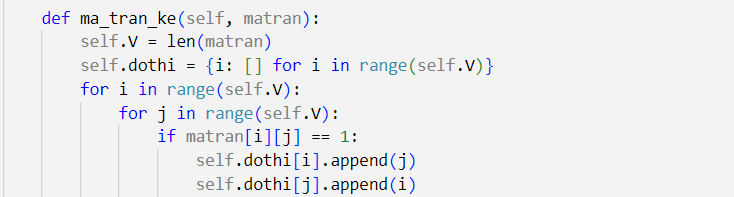 def ma_tran_ke(self, matran):
self.V = len(matran)
self.dothi = {i: [] for i in range(self.V)}
for i in range(self.V):
for j in range(self.V):
if matran[i][j] == 1:
self.dothi[i].append(j)
self.dothi[j].append(i)